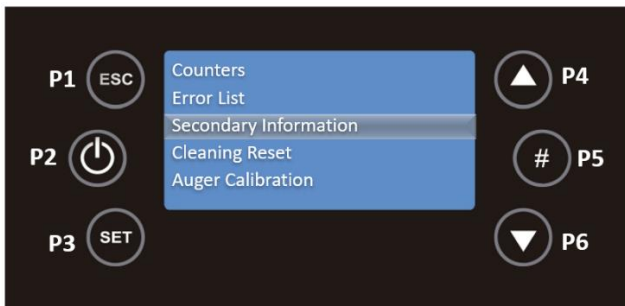 P1 ESC
P2
P3 SET
Counters
Error List
Secondary Information
Cleaning Reset
Auger Calibration
P4
# P5
P6